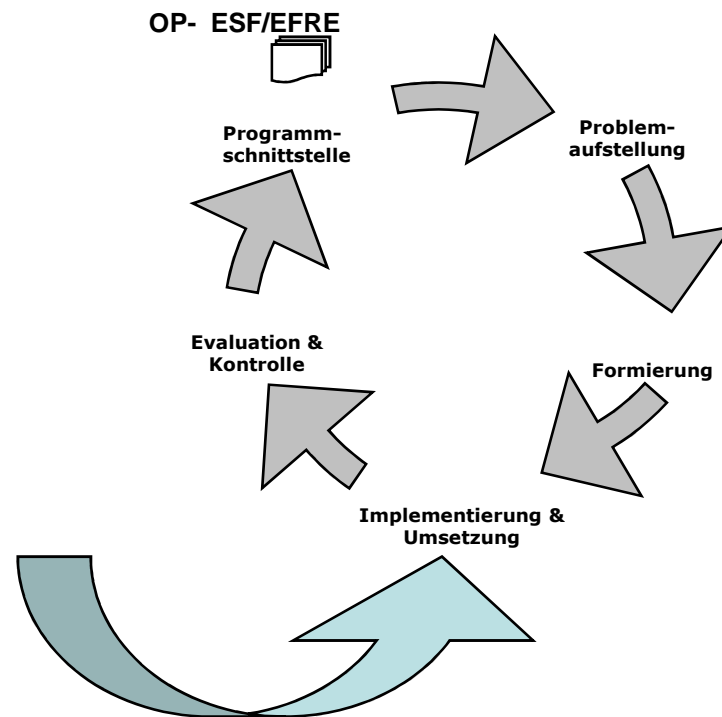 OP- ESF/EFRE
Programm-
schnittstelle
Problem-
aufstellung
Evaluation &
Kontrolle
Formierung
Implementierung &
Umsetzung